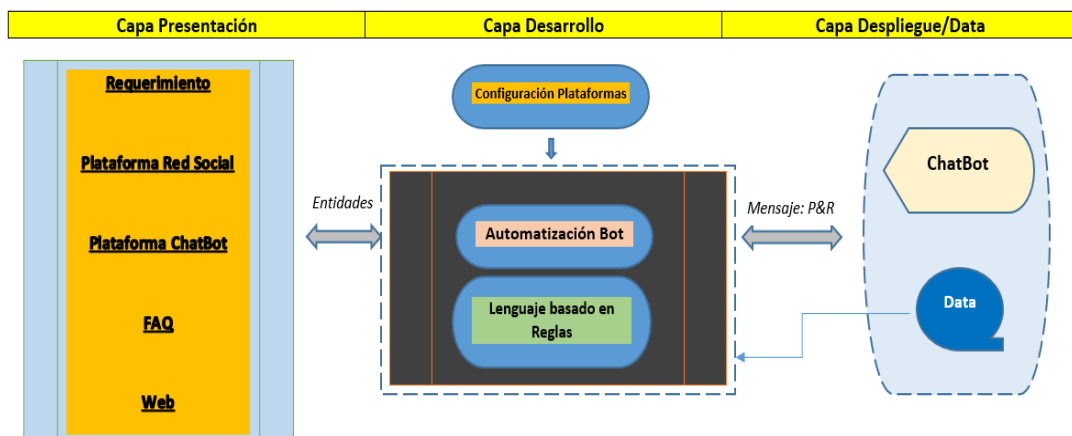 Capa Presentación
Capa Desarrollo
Capa Despliegue/Data
Requerimiento
Plataforma Red Social
Plataforma ChatBot
FAQ
Web
Entidades
Configuración Plataformas
Automatización Bot
Lenguaje basado en
Reglas
Mensaje: P&R
ChatBot
Data